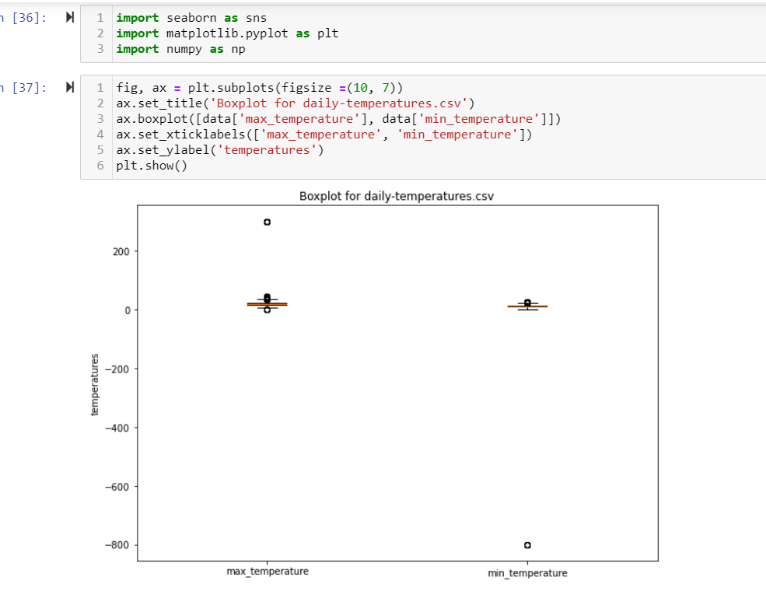 n [36]:
1 import seaborn as sns
2 import matplotlib.pyplot as plt
3 import numpy as np
n [37]:
1 fig, ax = plt.subplots(figsize =(10, 7))
2 ax.set_title('Boxplot for daily-temperatures.csv')
3 ax.boxplot([data['max_temperature'], data['min_temperature']])
4 ax.set_xticklabels(['max_temperature', 'min_temperature'])
5 ax.set_ylabel('temperatures')
6 plt.show()
Boxplot for daily-temperatures.csv
200
0
−200
−400
−600
−800
temperatures
max_temperature
min_temperature